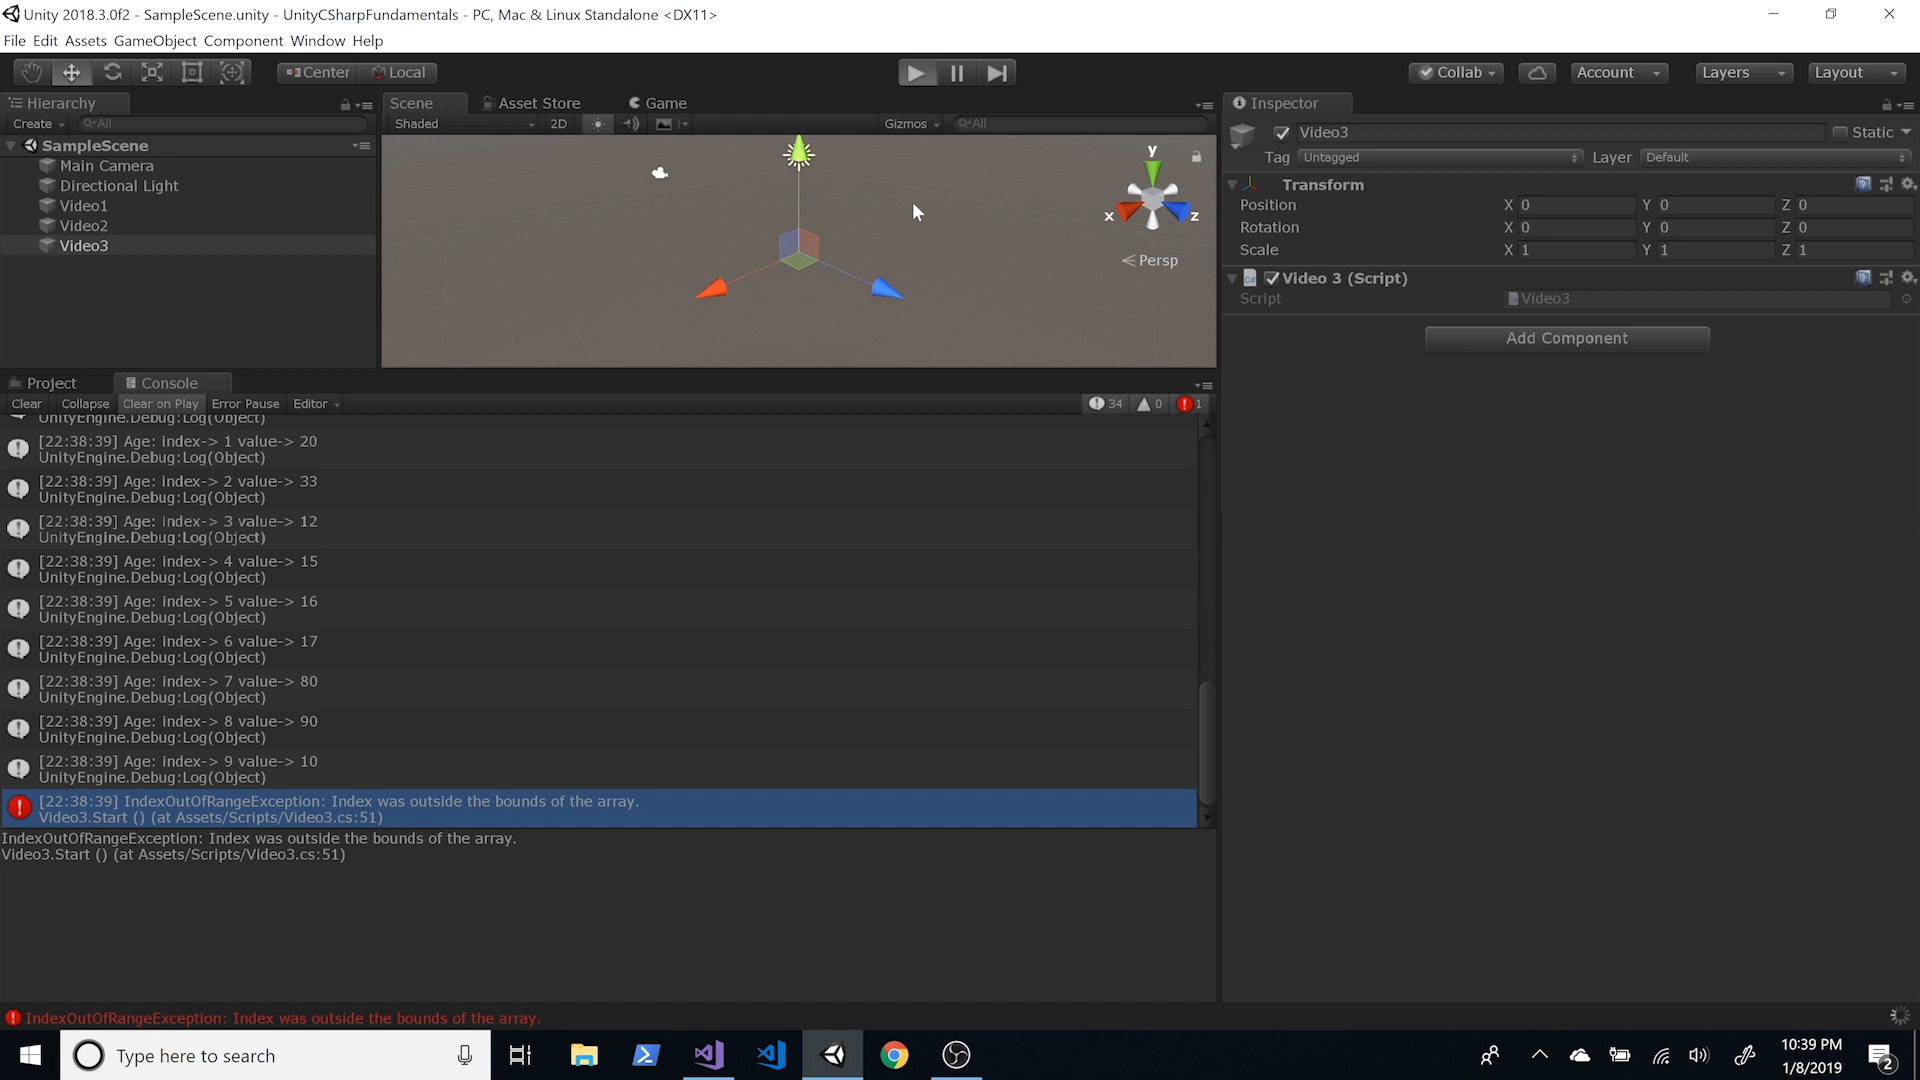 Unity 2018.3.0f2 - SampleScene.unity - UnityCSharpFundamentals - PC, Mac & Linux Standalone <DX11>
File Edit Assets GameObject Component Window Help
Center Local
Collab Account Layers Layout
Hierarchy
Create All
SampleScene
Main Camera
Directional Light
Video1
Video2
Video3
Scene Asset Store Game
Shaded 2D Gizmos All
y
x z
Persp
Inspector
Video3 Static
Tag Untagged Layer Default
Transform
Position X 0 Y 0 Z 0
Rotation X 0 Y 0 Z 0
Scale X 1 Y 1 Z 1
Video 3 (Script)
Script Video3
Add Component
Project Console
Clear Collapse Clear on Play Error Pause Editor 34 0 1
UnityEngine.Debug:Log(Object)
[22:38:39] Age: index-> 1 value-> 20
UnityEngine.Debug:Log(Object)
[22:38:39] Age: index-> 2 value-> 33
UnityEngine.Debug:Log(Object)
[22:38:39] Age: index-> 3 value-> 12
UnityEngine.Debug:Log(Object)
[22:38:39] Age: index-> 4 value-> 15
UnityEngine.Debug:Log(Object)
[22:38:39] Age: index-> 5 value-> 16
UnityEngine.Debug:Log(Object)
[22:38:39] Age: index-> 6 value-> 17
UnityEngine.Debug:Log(Object)
[22:38:39] Age: index-> 7 value-> 80
UnityEngine.Debug:Log(Object)
[22:38:39] Age: index-> 8 value-> 90
UnityEngine.Debug:Log(Object)
[22:38:39] Age: index-> 9 value-> 10
UnityEngine.Debug:Log(Object)
[22:38:39] IndexOutOfRangeException: Index was outside the bounds of the array.
Video3.Start () (at Assets/Scripts/Video3.cs:51)
IndexOutOfRangeException: Index was outside the bounds of the array.
Video3.Start () (at Assets/Scripts/Video3.cs:51)
IndexOutOfRangeException: Index was outside the bounds of the array.
Type here to search
10:39 PM
1/8/2019
2